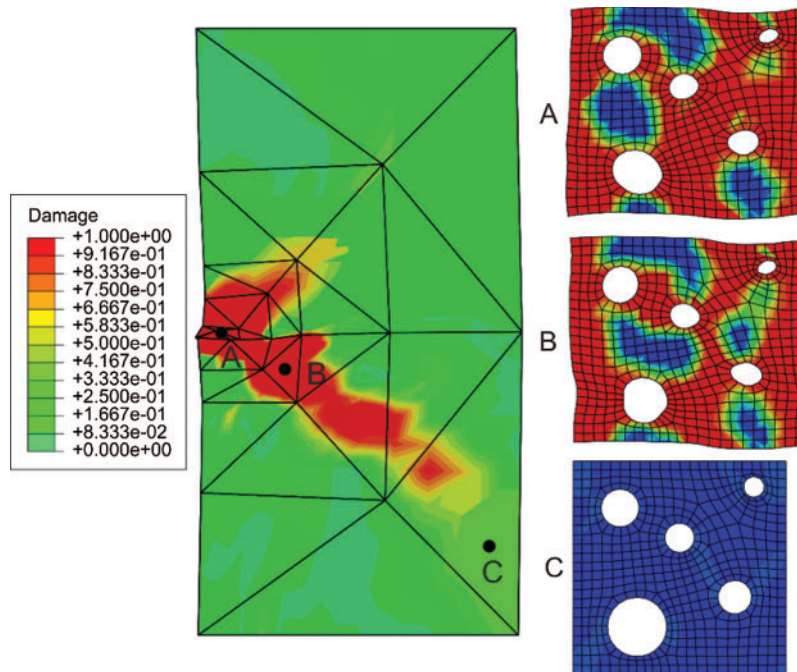 Damage
+1.000e+00
+9.167e-01
+8.333e-01
+7.500e-01
+6.667e-01
+5.833e-01
+5.000e-01
+4.167e-01
+3.333e-01
+2.500e-01
+1.667e-01
+8.333e-02
+0.000e+00
A
B
C
A
B
C